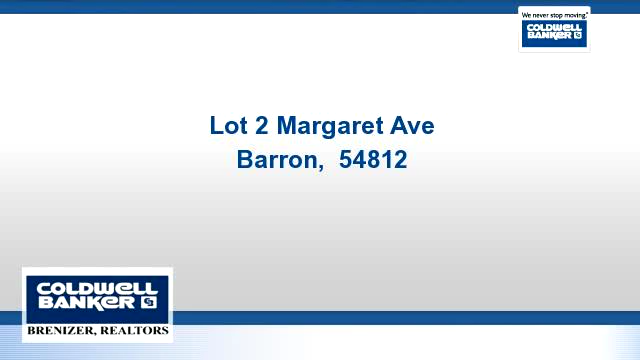 We never stop moving.®
COLDWELL
BANKER
Lot 2 Margaret Ave
Barron,  54812
COLDWELL
BANKER
BRENIZER, REALTORS